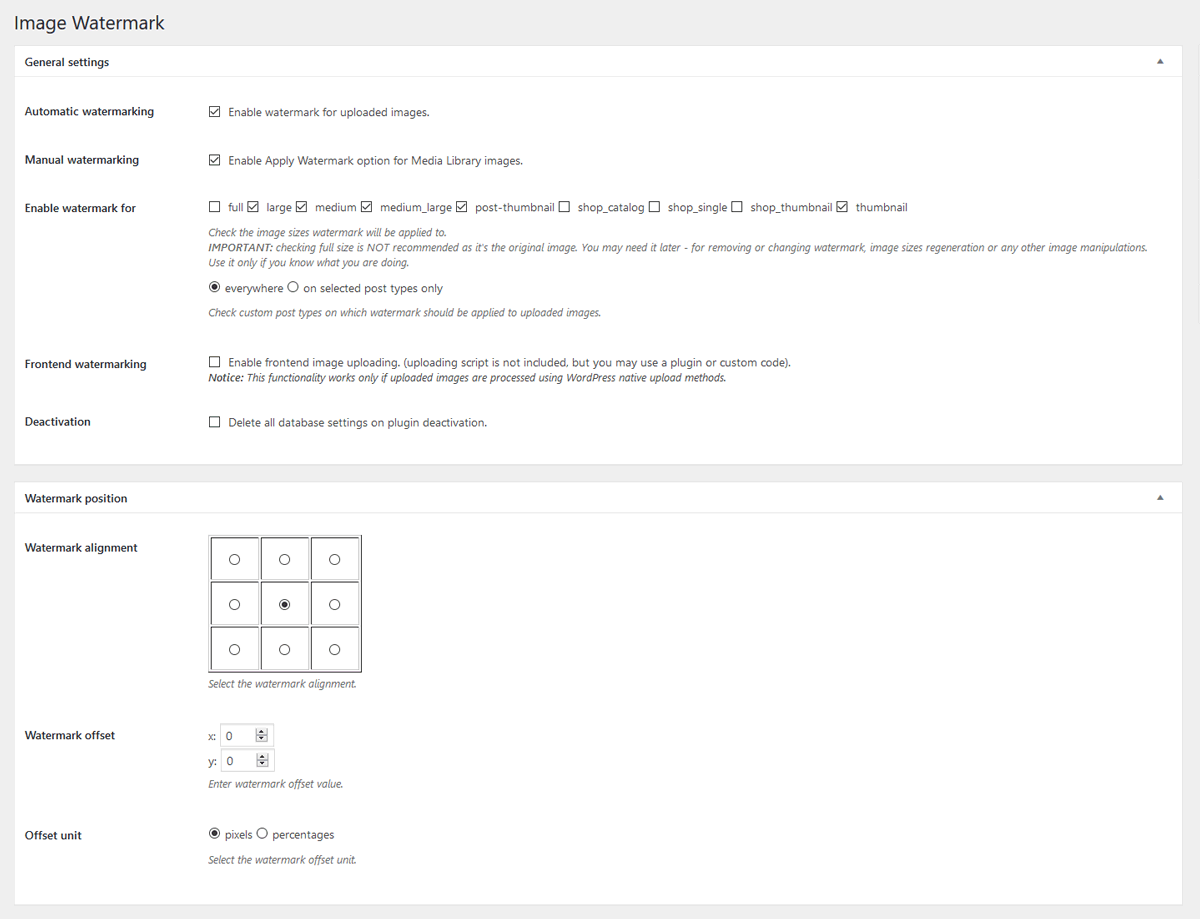 Image Watermark
General settings
Automatic watermarking
Enable watermark for uploaded images.
Manual watermarking
Enable Apply Watermark option for Media Library images.
Enable watermark for
full large medium medium_large post-thumbnail shop_catalog shop_single shop_thumbnail thumbnail
Check the image sizes watermark will be applied to.
IMPORTANT: checking full size is NOT recommended as it's the original image. You may need it later - for removing or changing watermark, image sizes regeneration or any other image manipulations.
Use it only if you know what you are doing.
everywhere on selected post types only
Check custom post types on which watermark should be applied to uploaded images.
Frontend watermarking
Enable frontend image uploading. (uploading script is not included, but you may use a plugin or custom code).
Notice: This functionality works only if uploaded images are processed using WordPress native upload methods.
Deactivation
Delete all database settings on plugin deactivation.
Watermark position
Watermark alignment
Select the watermark alignment.
Watermark offset
x: 0
y: 0
Enter watermark offset value.
Offset unit
pixels percentages
Select the watermark offset unit.